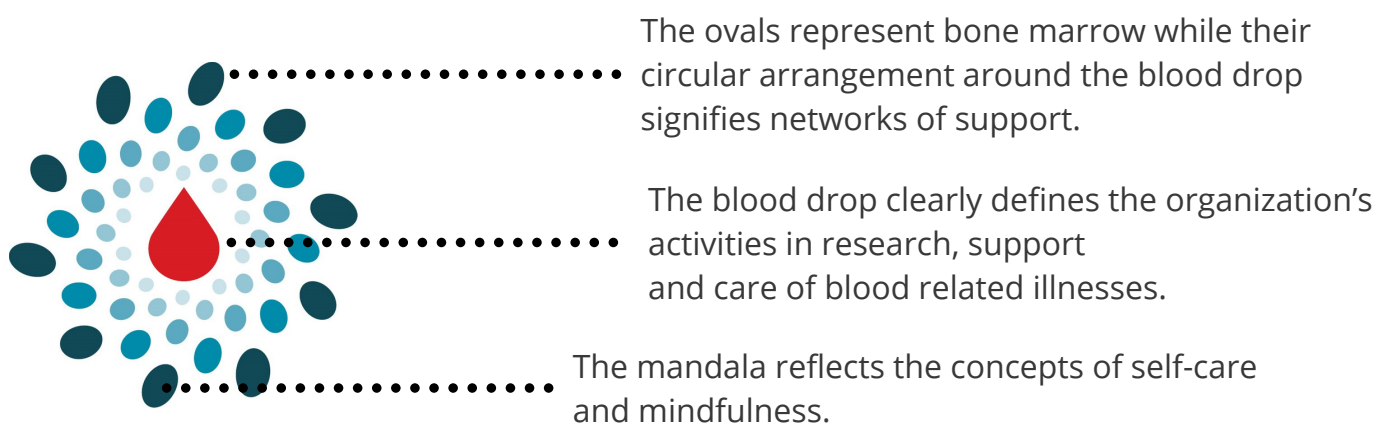 The ovals represent bone marrow while their
circular arrangement around the blood drop
signifies networks of support.
The blood drop clearly defines the organization’s
activities in research, support
and care of blood related illnesses.
The mandala reflects the concepts of self-care
and mindfulness.